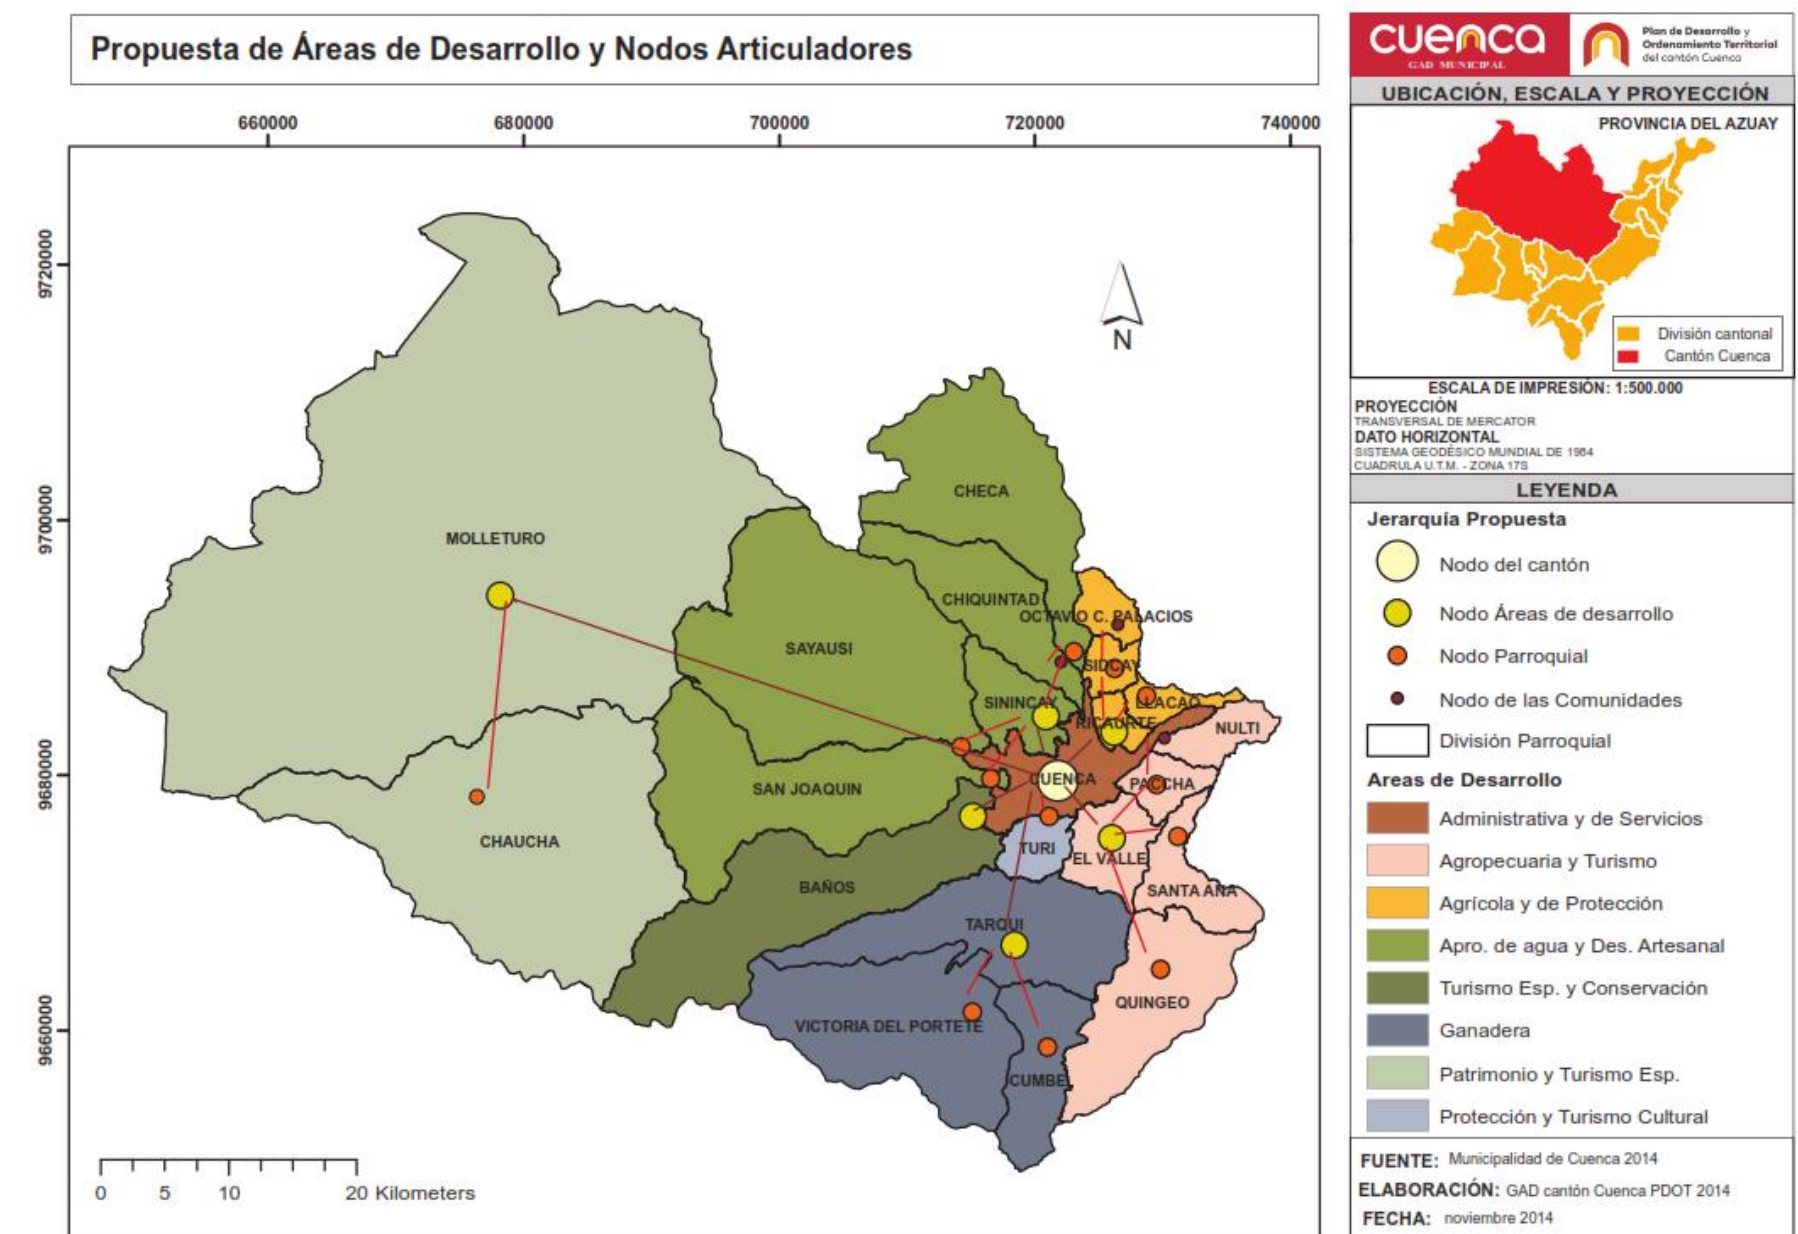 Propuesta de Áreas de Desarrollo y Nodos Articuladores
660000 680000 700000 720000 740000
9720000
9700000
9680000
9660000
N
CHECA
MOLLETURO
CHIQUINTAD
OCTAVIO C. PALACIOS
SAYAUSI
SIDCAY
SININCAY
LLACAO
RICAURTE
NULTI
CUENCA
PACCHA
SAN JOAQUIN
CHAUCHA
TURI
EL VALLE
BAÑOS
SANTA ANA
TARQUI
QUINGEO
VICTORIA DEL PORTETE
CUMBE
0 5 10 20 Kilometers
cuenca
GAD MUNICIPAL
Plan de Desarrollo y
Ordenamiento Territorial
del cantón Cuenca
UBICACIÓN, ESCALA Y PROYECCIÓN
PROVINCIA DEL AZUAY
División cantonal
Cantón Cuenca
ESCALA DE IMPRESIÓN: 1:500.000
PROYECCIÓN
TRANSVERSAL DE MERCATOR
DATO HORIZONTAL
SISTEMA GEODÉSICO MUNDIAL DE 1984
CUADRULA U.T.M. - ZONA 17S
LEYENDA
Jerarquía Propuesta
Nodo del cantón
Nodo Áreas de desarrollo
Nodo Parroquial
Nodo de las Comunidades
División Parroquial
Areas de Desarrollo
Administrativa y de Servicios
Agropecuaria y Turismo
Agrícola y de Protección
Apro. de agua y Des. Artesanal
Turismo Esp. y Conservación
Ganadera
Patrimonio y Turismo Esp.
Protección y Turismo Cultural
FUENTE: Municipalidad de Cuenca 2014
ELABORACIÓN: GAD cantón Cuenca PDOT 2014
FECHA: noviembre 2014